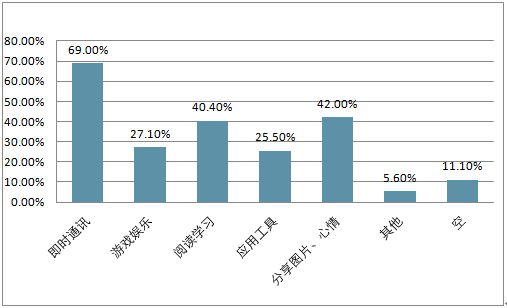 80.00%
70.00%
60.00%
50.00%
40.00%
30.00%
20.00%
10.00%
0.00%
69.00%
27.10%
40.40%
25.50%
42.00%
5.60%
11.10%
即时通讯
游戏娱乐
阅读学习
应用工具
分享图片、心情
其他
空